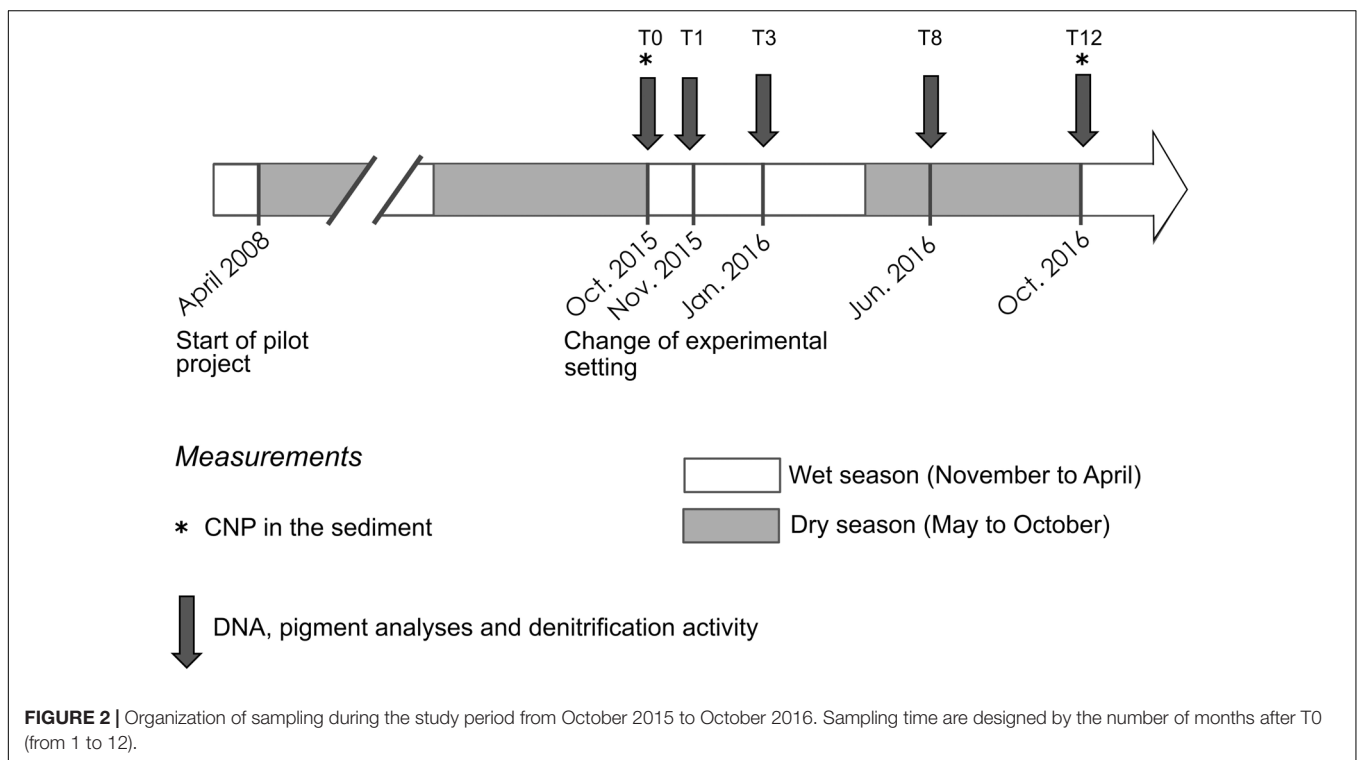 T0 T1 T3 T8 T12
* *
April 2008
Oct. 2015
Nov. 2015
Jan. 2016
Jun. 2016
Oct. 2016
Start of pilot
project
Change of experimental
setting
Measurements
* CNP in the sediment
Wet season (November to April)
Dry season (May to October)
DNA, pigment analyses and denitrification activity
FIGURE 2 | Organization of sampling during the study period from October 2015 to October 2016. Sampling time are designed by the number of months after T0
(from 1 to 12).